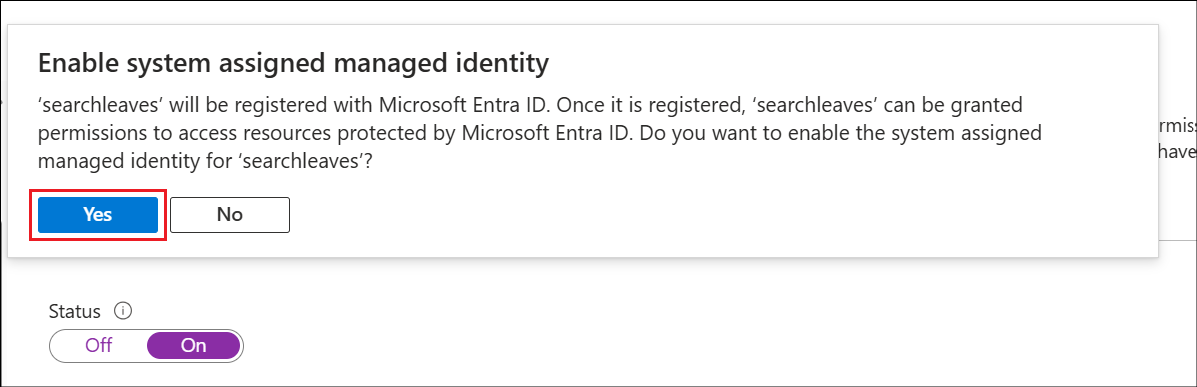 Enable system assigned managed identity
‘searchleaves’ will be registered with Microsoft Entra ID. Once it is registered, ‘searchleaves’ can be granted
permissions to access resources protected by Microsoft Entra ID. Do you want to enable the system assigned
managed identity for ‘searchleaves’?
have
Yes No
Status
Off On